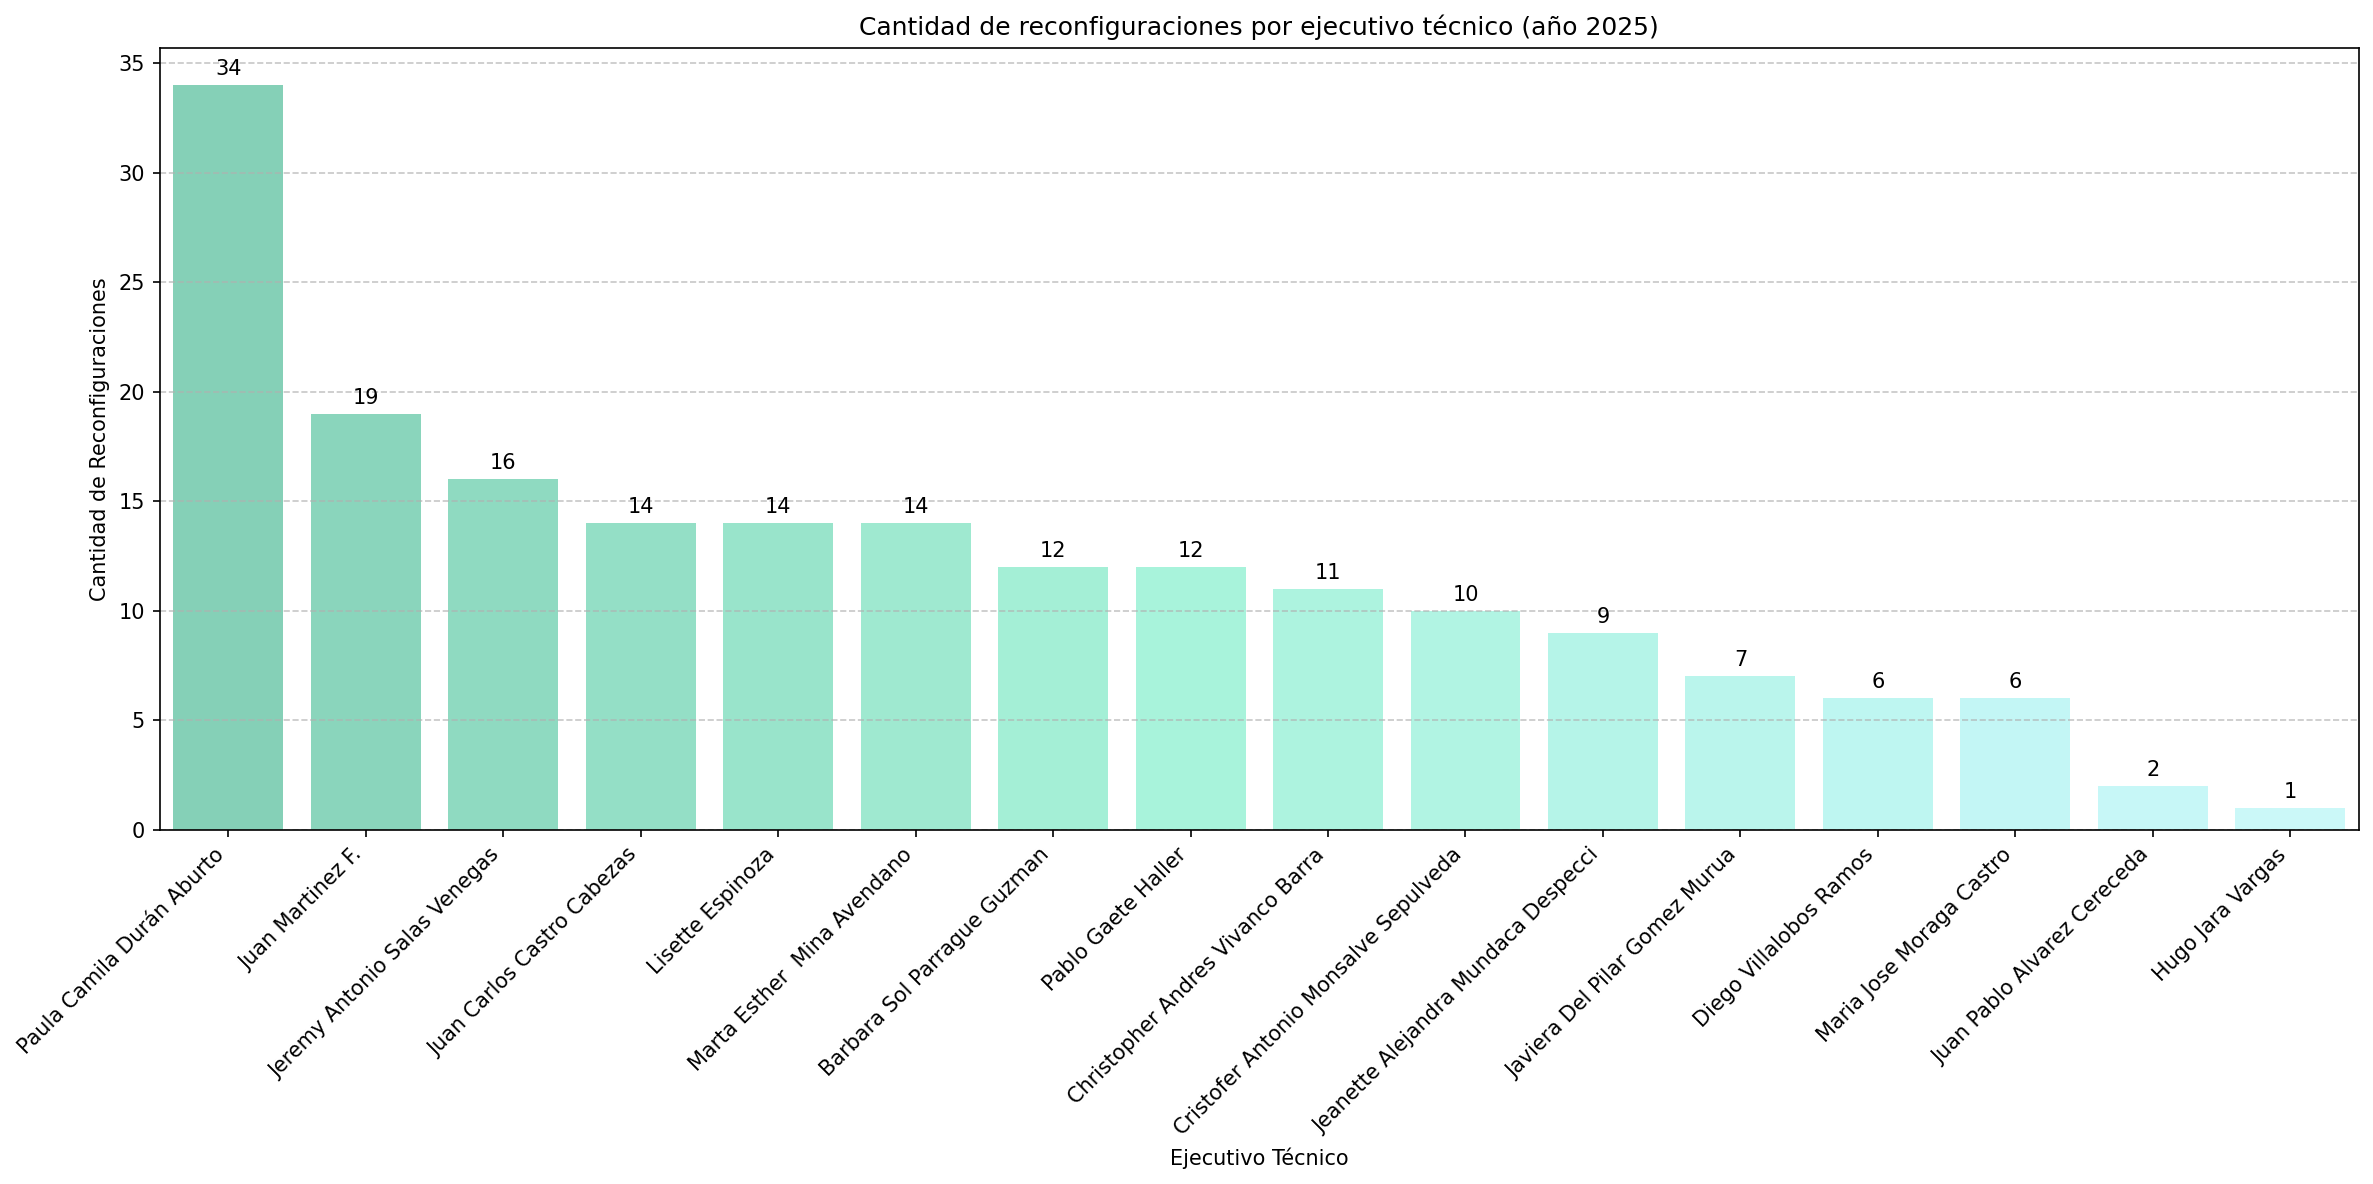 Cantidad de reconfiguraciones por ejecutivo técnico (año 2025)
Cantidad de Reconfiguraciones
35
30
25
20
15
10
5
0
34
19
16
14
14
14
12
12
11
10
9
7
6
6
2
1
Paula Camila Durán Aburto
Juan Martinez F.
Jeremy Antonio Salas Venegas
Juan Carlos Castro Cabezas
Lisette Espinoza
Marta Esther  Mina Avendano
Barbara Sol Parrague Guzman
Pablo Gaete Haller
Christopher Andres Vivanco Barra
Cristofer Antonio Monsalve Sepulveda
Jeanette Alejandra Mundaca Despecci
Javiera Del Pilar Gomez Murua
Diego Villalobos Ramos
Maria Jose Moraga Castro
Juan Pablo Alvarez Cereceda
Hugo Jara Vargas
Ejecutivo Técnico